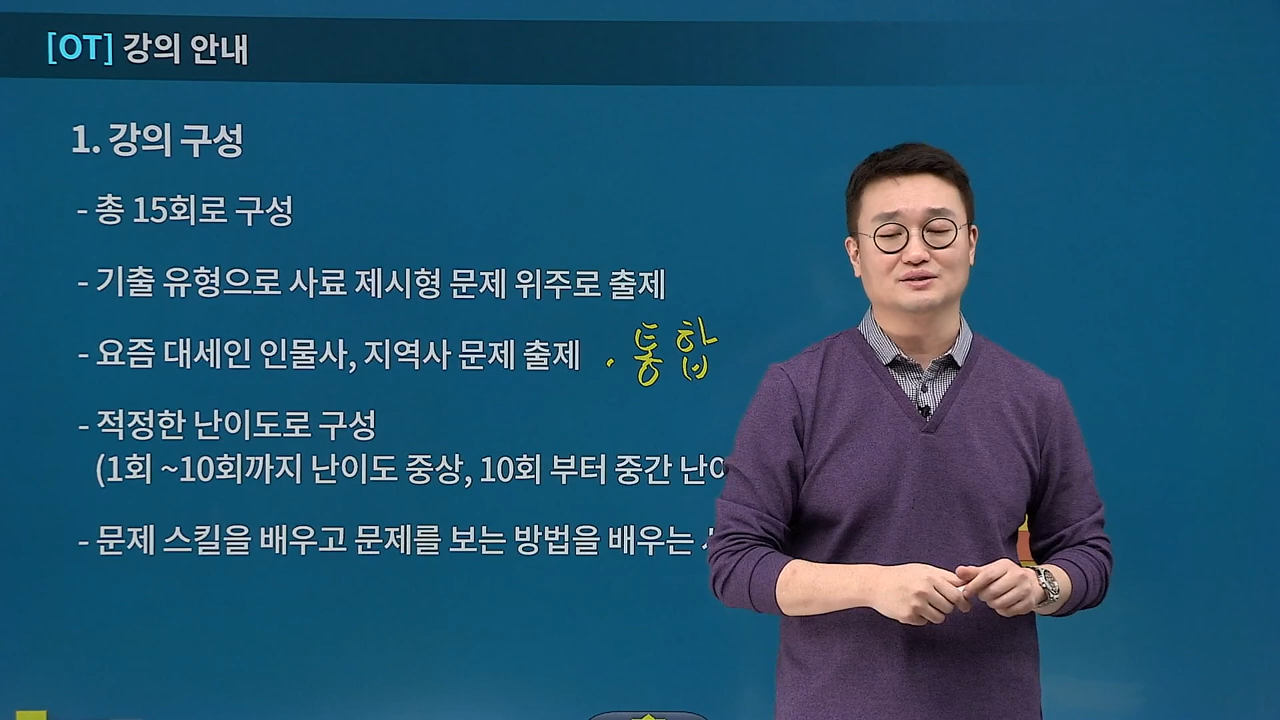 [OT] 강의 안내
1. 강의 구성
- 총 15회로 구성
- 기출 유형으로 사료 제시형 문제 위주로 출제
- 요즘 대세인 인물사, 지역사 문제 출제 . 통합
- 적정한 난이도로 구성
(1회 ~10회까지 난이도 중상, 10회 부터 중간
- 문제 스킬을 배우고 문제를 보는 방법을 배우는